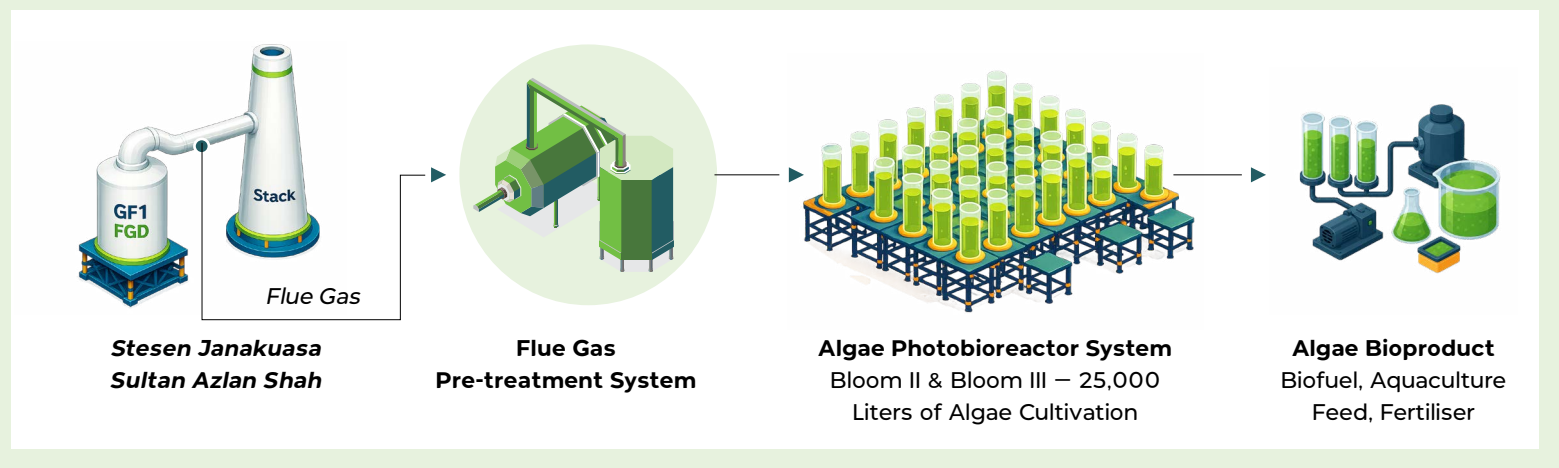 GF1
FGD
Stack
Flue Gas
Stesen Janakuasa
Sultan Azlan Shah
Flue Gas
Pre-treatment System
Algae Photobioreactor System
Bloom II & Bloom III – 25,000
Liters of Algae Cultivation
Algae Bioproduct
Biofuel, Aquaculture
Feed, Fertiliser